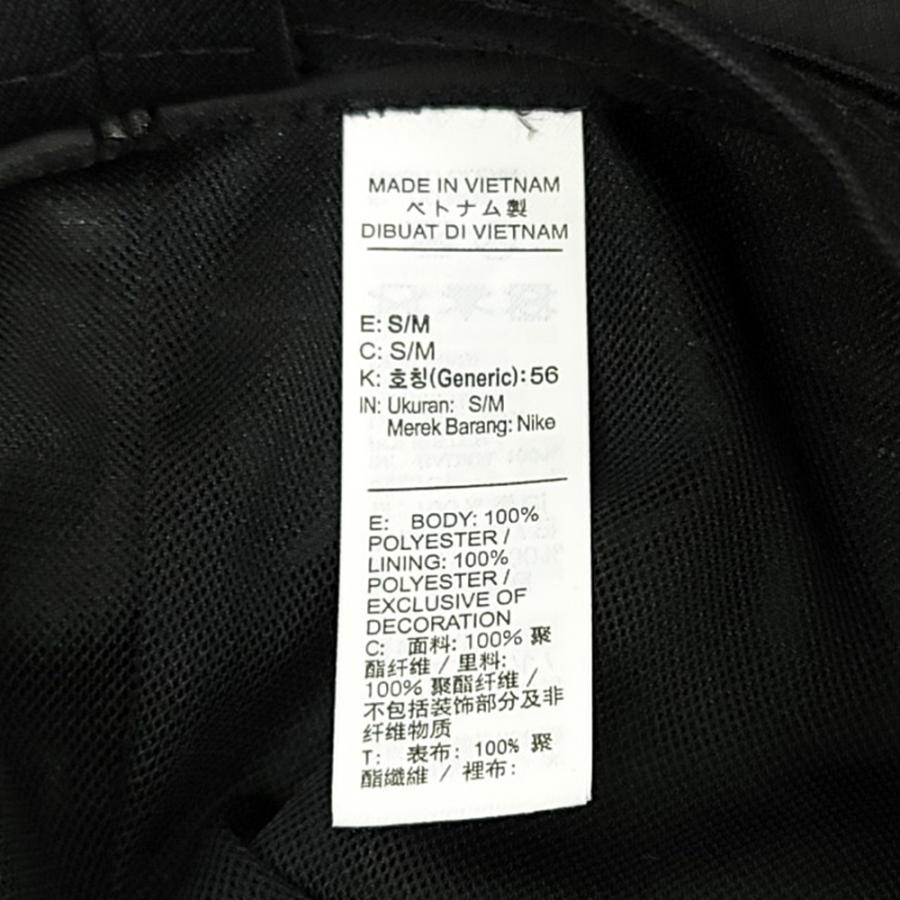 MADE IN VIETNAM
ベトナム製
DIBUAT DI VIETNAM
E: S/M
C: S/M
K: 호칭(Generic): 56
IN: Ukuran: S/M
Merek Barang: Nike
E: BODY: 100%
POLYESTER /
LINING: 100%
POLYESTER /
EXCLUSIVE OF
DECORATION
C: 面料: 100% 聚
酯纤维 / 里料:
100% 聚酯纤维 /
不包括装饰部分及非
纤维物质
T: 表布: 100% 聚
酯纖維 / 裡布: